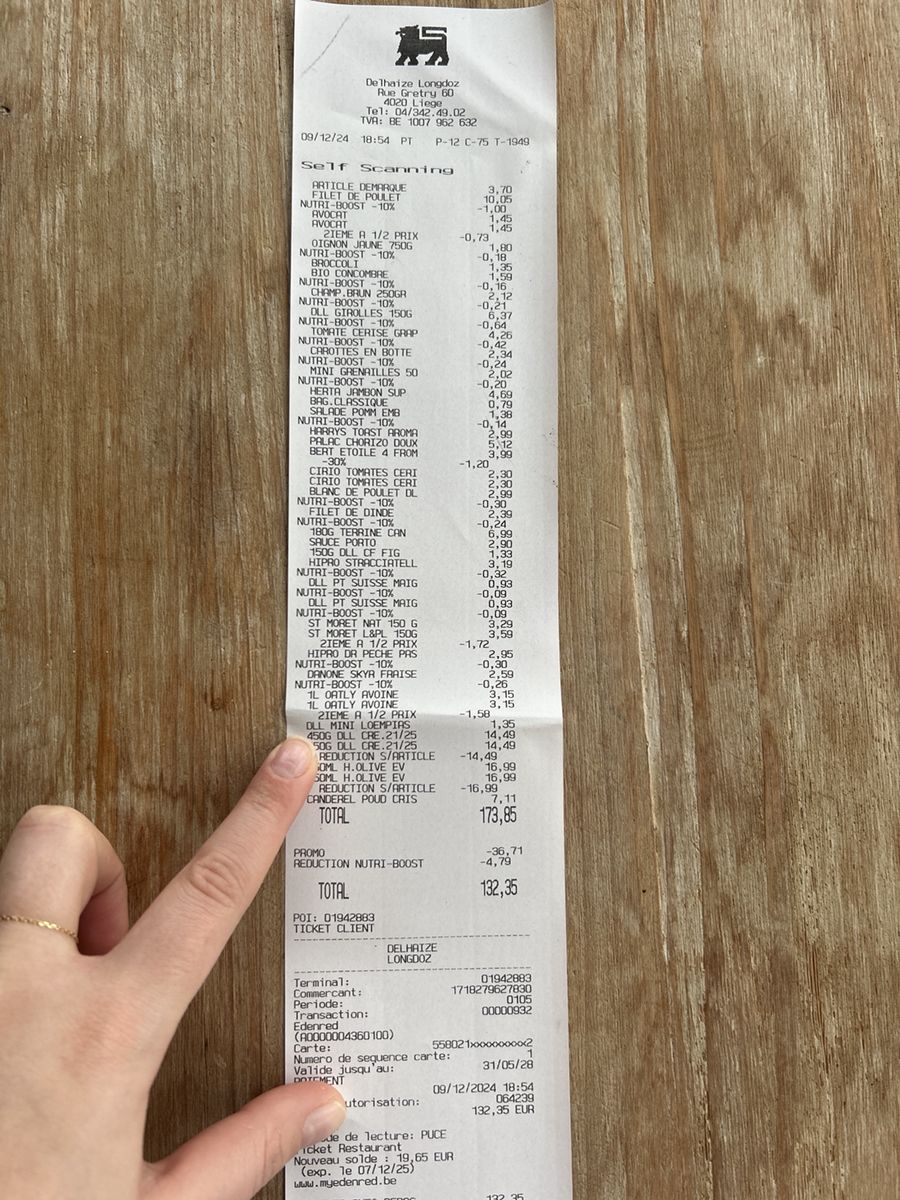 Delhaize Longdoz
Rue Gretry 60
4020 Liege
Tel: 04/342.49.02
TVA: BE 1007 962 632
09/12/24 18:54 PT P-12 C-75 T-1949
Self Scanning
ARTICLE DEMARQUE 3,70
FILET DE POULET 10,05
NUTRI-BOOST -10% -1,00
AVOCAT 1,45
AVOCAT 1,45
2IEME A 1/2 PRIX -0,73
OIGNON JAUNE 750G 1,80
NUTRI-BOOST -10% -0,18
BROCCOLI 1,35
BIO CONCOMBRE 1,59
NUTRI-BOOST -10% -0,16
CHAMP.BRUN 250GR 2,12
NUTRI-BOOST -10% -0,21
DLL GIROLLES 150G 6,37
NUTRI-BOOST -10% -0,64
TOMATE CERISE GRAP 4,26
NUTRI-BOOST -10% -0,42
CAROTTES EN BOTTE 2,34
NUTRI-BOOST -10% -0,24
MINI GRENAILLES 50 2,02
NUTRI-BOOST -10% -0,20
HERTA JAMBON SUP 4,69
BAG.CLASSIQUE 0,79
SALADE POMM EMB 1,38
NUTRI-BOOST -10% -0,14
HARRYS TOAST AROMA 2,99
PALAC CHORIZO DOUX 5,12
BERT ETOILE 4 FROM 3,99
-30% -1,20
CIRIO TOMATES CERI 2,30
CIRIO TOMATES CERI 2,30
BLANC DE POULET DL 2,99
NUTRI-BOOST -10% -0,30
FILET DE DINDE 2,39
NUTRI-BOOST -10% -0,24
180G TERRINE CAN 6,99
SAUCE PORTO 2,90
150G DLL CF FIG 1,33
HIPRO STRACCIATELL 3,19
NUTRI-BOOST -10% -0,32
DLL PT SUISSE MAIG 0,93
NUTRI-BOOST -10% -0,09
DLL PT SUISSE MAIG 0,93
NUTRI-BOOST -10% -0,09
ST MORET NAT 150 G 3,29
ST MORET L&PL 150G 3,59
2IEME A 1/2 PRIX -1,72
HIPRO DR PECHE PAS 2,95
NUTRI-BOOST -10% -0,30
DANONE SKYR FRAISE 2,59
NUTRI-BOOST -10% -0,26
1L OATLY AVOINE 3,15
1L OATLY AVOINE 3,15
2IEME A 1/2 PRIX -1,58
DLL MINI LOEMPIAS 1,35
450G DLL CRE.21/25 14,49
50G DLL CRE.21/25 14,49
REDUCTION S/ARTICLE -14,49
50ML H.OLIVE EV 16,99
50ML H.OLIVE EV 16,99
REDUCTION S/ARTICLE -16,99
CANDEREL POUD CRIS 7,11
TOTAL 173,85
PROMO -36,71
REDUCTION NUTRI-BOOST -4,79
TOTAL 132,35
POI: 01942883
TICKET CLIENT
DELHAIZE
LONGDOZ
Terminal: 01942883
Commercant: 1718279627830
Periode: 0105
Transaction: 00000932
Edenred
(A0000004360100)
Carte: 558021xxxxxxxxx2
Numero de sequence carte: 1
Valide jusqu'au: 31/05/28
PAIEMENT
09/12/2024 18:54
utorisation: 064239
132,35 EUR
de de lecture: PUCE
Ticket Restaurant
Nouveau solde : 19,65 EUR
(exp. le 07/12/25)
www.myedenred.be
132,35